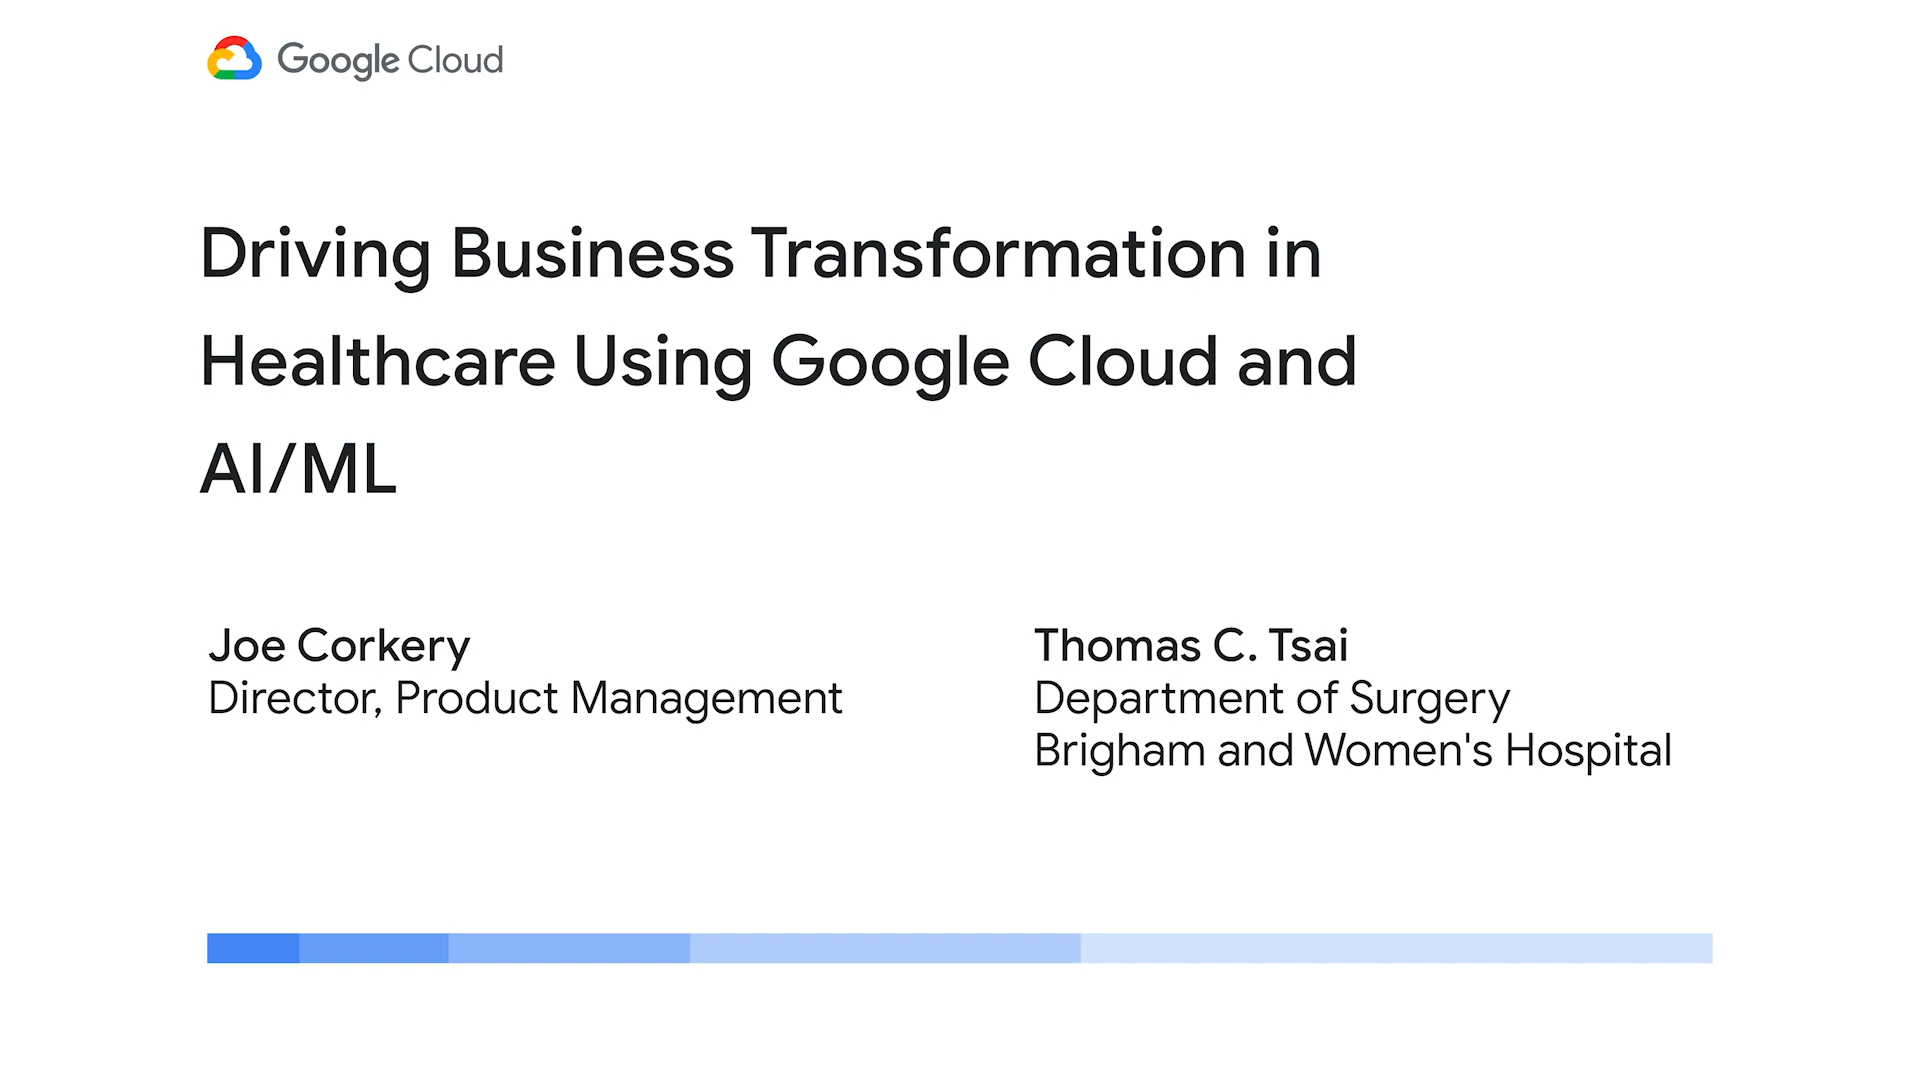 Google Cloud
Driving Business Transformation in
Healthcare Using Google Cloud and
AI/ML
Joe Corkery
Director, Product Management
Thomas C. Tsai
Department of Surgery
Brigham and Women's Hospital